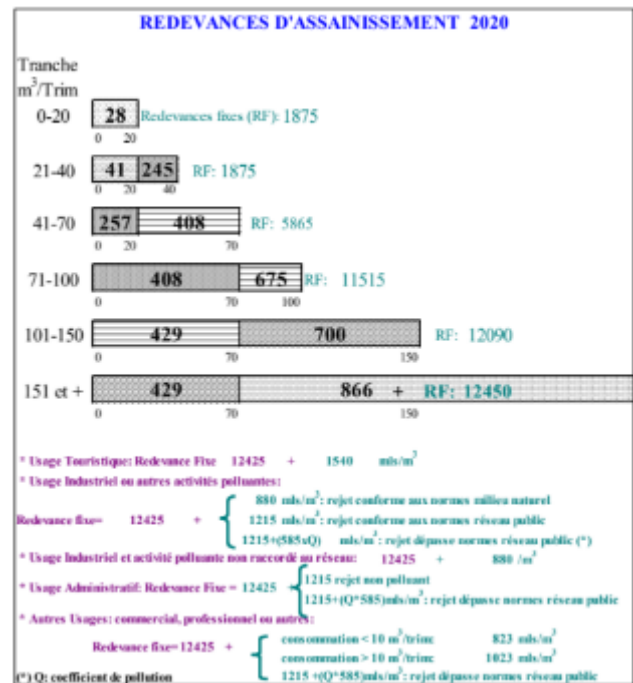 REDEVANCES D'ASSAINISSEMENT 2020
Tranche
m³/Trim
0-20 28 Redevances fixes (RF): 1875
0 20
21-40 41 245 RF: 1875
0 20 40
41-70 257 408 RF: 5865
0 20 70
71-100 408 675 RF: 11515
0 70 100
101-150 429 700 RF: 12090
0 70 150
151 et + 429 866 + RF: 12450
0 70 150
* Usage Touristique: Redevance Fixe 12425 + 1540 mls/m³
* Usage Industriel ou autres activités polluantes:
880 mls/m³: rejet conforme aux normes milieu naturel
Redevance fixe= 12425 + 1215 mls/m³: rejet conforme aux normes réseau public
1215+(585xQ) mls/m³: rejet dépasse normes réseau public (*)
* Usage Industriel et activité polluante non raccordé au réseau: 12425 + 880 /m³
* Usage Administratif: Redevance Fixe = 12425 + 1215 rejet non polluant
1215+(Q*585)mls/m³: rejet dépasse normes réseau public
* Autres Usages: commercial, professionnel ou autres:
Redevance fixe=12425 + consommation < 10 m³/trim: 823 mls/m³
consommation > 10 m³/trim: 1023 mls/m³
(*) Q: coefficient de pollution 1215 +(Q*585)mls/m³: rejet dépasse normes réseau public